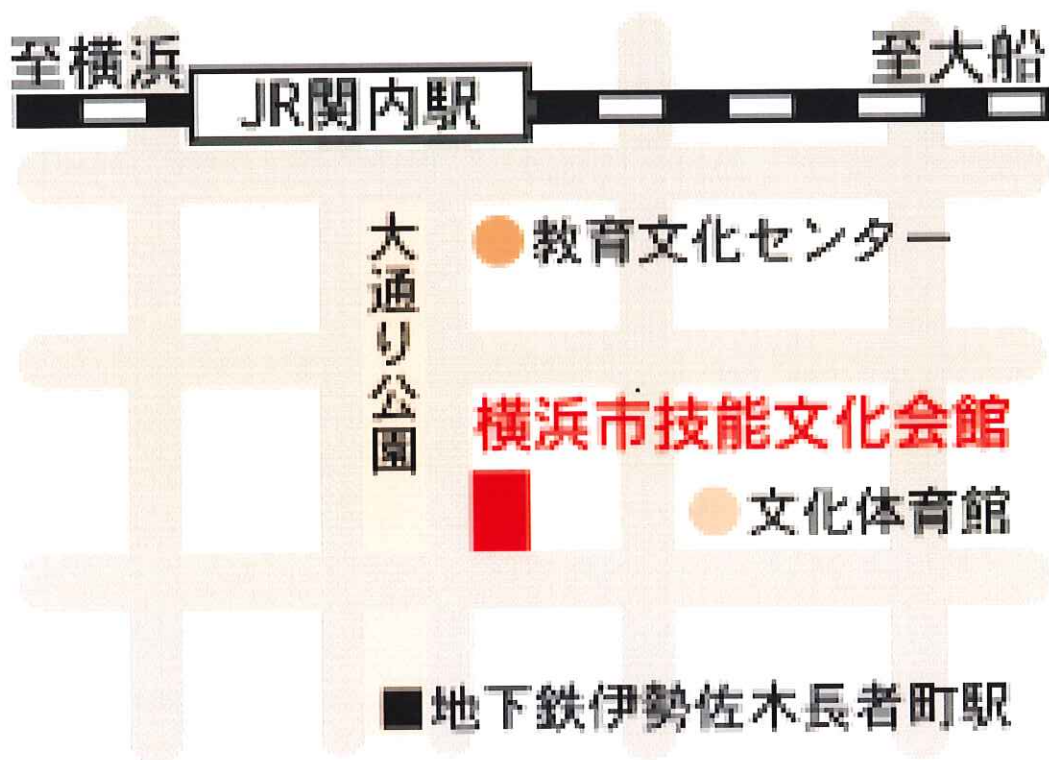 至横浜
至大船
JR関内駅
大通り公園
教育文化センター
横浜市技能文化会館
文化体育館
地下鉄伊勢佐木長者町駅